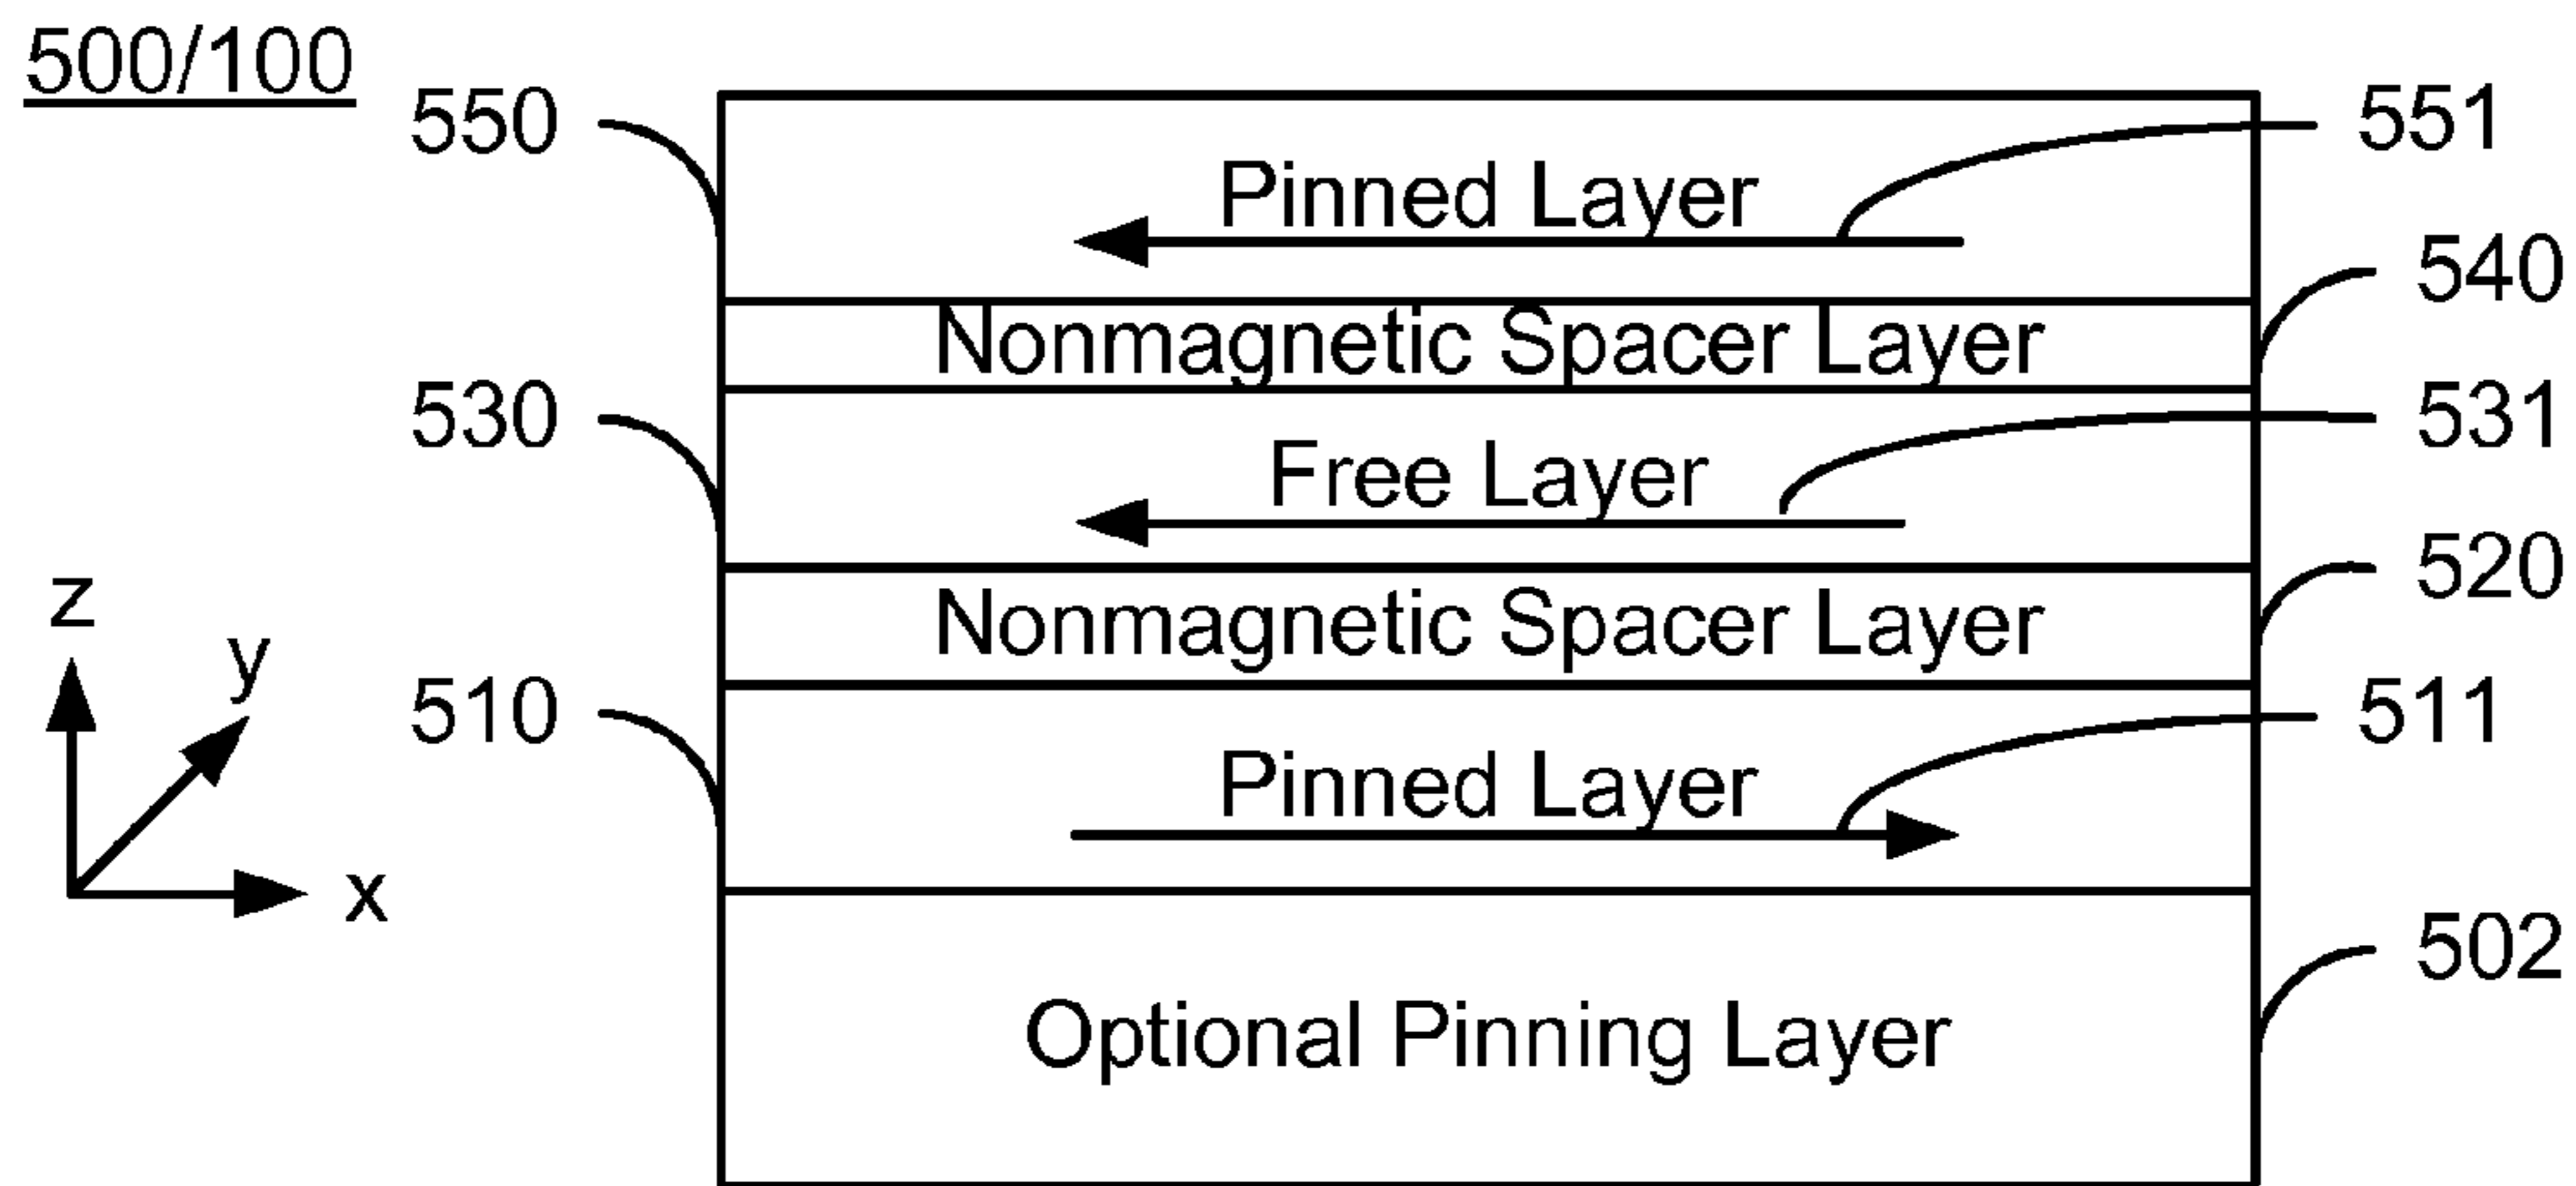 500/100
550
Pinned Layer
551
Nonmagnetic Spacer Layer
540
530
Free Layer
531
Nonmagnetic Spacer Layer
520
z
y
x
510
Pinned Layer
511
Optional Pinning Layer
502